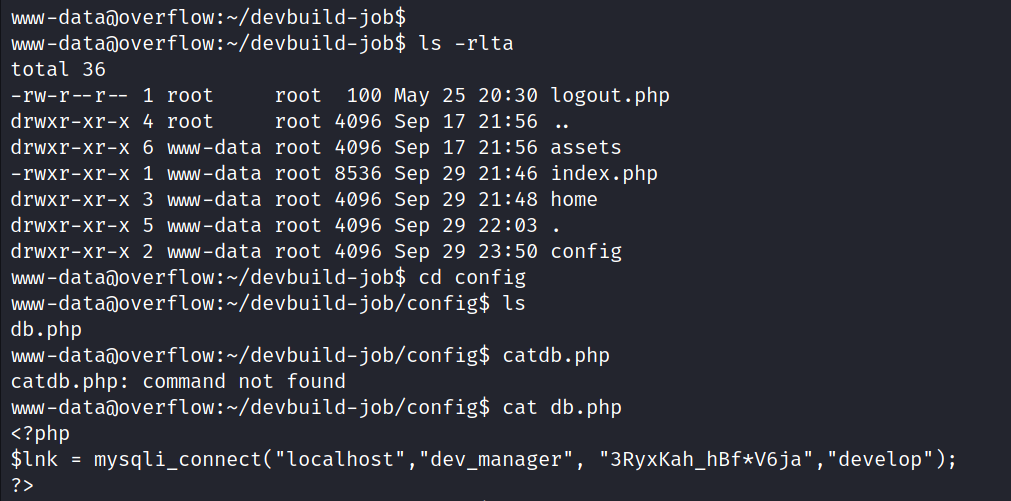 www-data@overflow:~/devbuild-job$
www-data@overflow:~/devbuild-job$ ls -rlta
total 36
-rw-r--r-- 1 root     root  100 May 25 20:30 logout.php
drwxr-xr-x 4 root     root 4096 Sep 17 21:56 ..
drwxr-xr-x 6 www-data root 4096 Sep 17 21:56 assets
-rwxr-xr-x 1 www-data root 8536 Sep 29 21:46 index.php
drwxr-xr-x 3 www-data root 4096 Sep 29 21:48 home
drwxr-xr-x 5 www-data root 4096 Sep 29 22:03 .
drwxr-xr-x 2 www-data root 4096 Sep 29 23:50 config
www-data@overflow:~/devbuild-job$ cd config
www-data@overflow:~/devbuild-job/config$ ls
db.php
www-data@overflow:~/devbuild-job/config$ catdb.php
catdb.php: command not found
www-data@overflow:~/devbuild-job/config$ cat db.php
<?php
$lnk = mysqli_connect("localhost","dev_manager", "3RyxKah_hBf*V6ja","develop");
?>